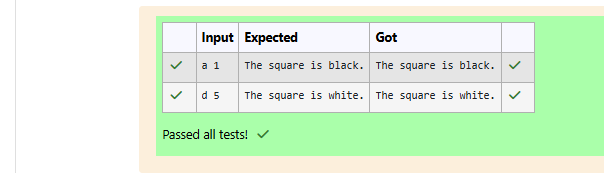 Input Expected Got
a 1 The square is black. The square is black.
d 5 The square is white. The square is white.
Passed all tests!